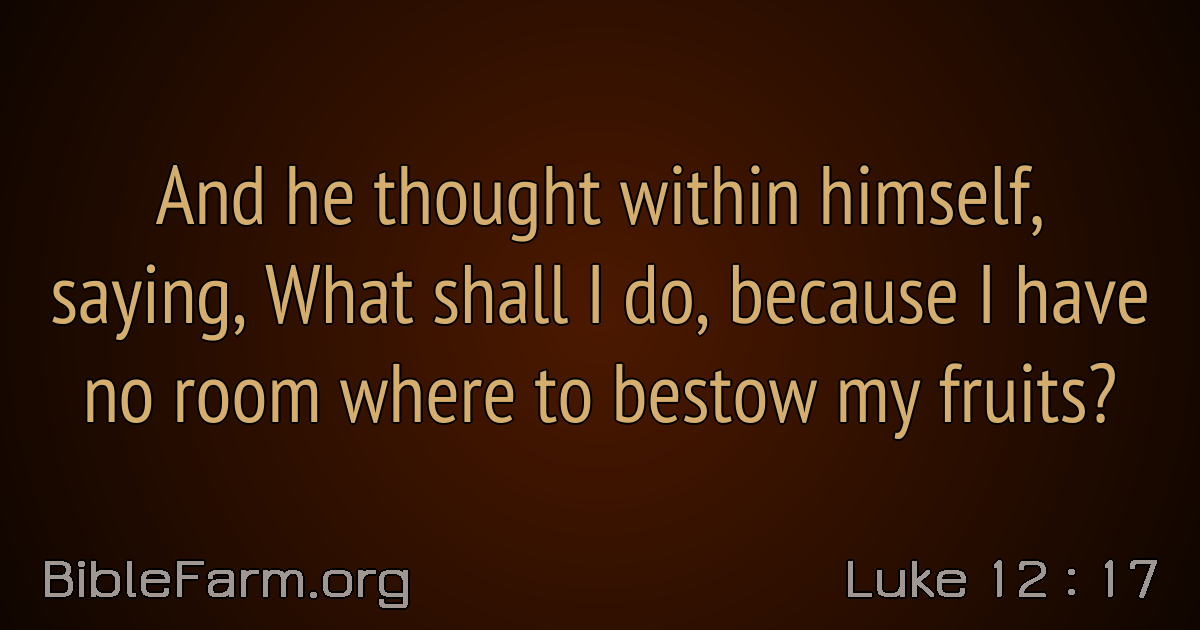 And he thought within himself,
saying, What shall I do, because I have
no room where to bestow my fruits?
BibleFarm.org
Luke 12 : 17